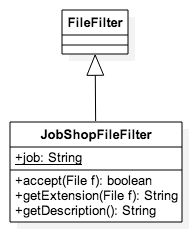 FileFilter
JobShopFileFilter
+job: String
+accept(File f): boolean
+getExtension(File f): String
+getDescription(): String